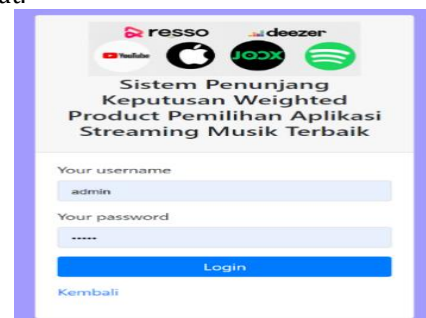 resso deezer
YouTube JOOX
Sistem Penunjang
Keputusan Weighted
Product Pemilihan Aplikasi
Streaming Musik Terbaik
Your username
admin
Your password
•••••
Login
Kembali